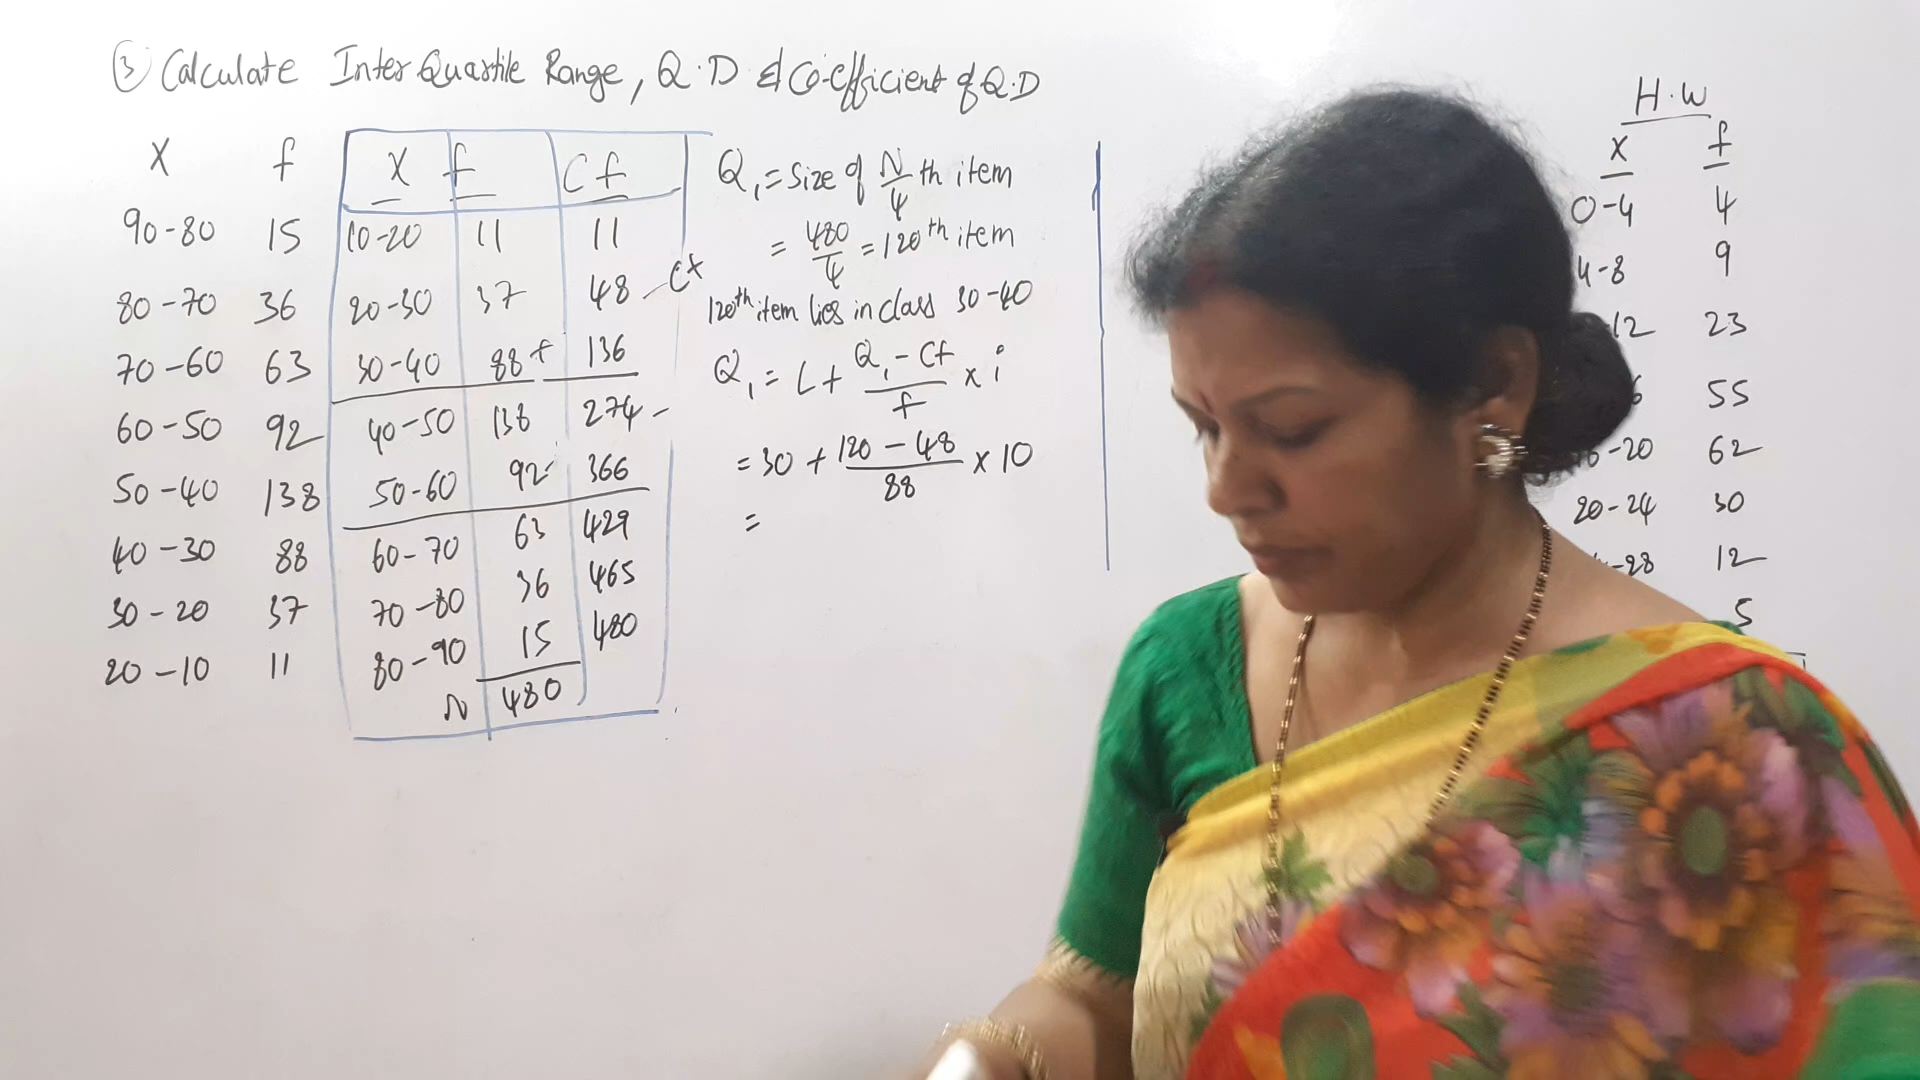 3) Calculate Inter Quartile Range, Q.D & Co-efficient of Q.D
X f
90-80 15
80-70 36
70-60 63
60-50 92
50-40 138
40-30 88
30-20 37
20-10 11
X f Cf
10-20 11 11
20-30 37 48 - Cf
30-40 88 f 136
40-50 138 274 -
50-60 92 366
60-70 63 429
70-80 36 465
80-90 15 480
N 480
Q₁ = Size of N/4 th item
= 480/4 = 120th item
120th item lies in class 30-40
Q₁ = L + Q₁ - Cf / f x i
= 30 + 120 - 48 / 88 x 10
=
H.W
X f
0-4 4
4-8 9
-12 23
6 55
-20 62
20-24 30
-28 12
5